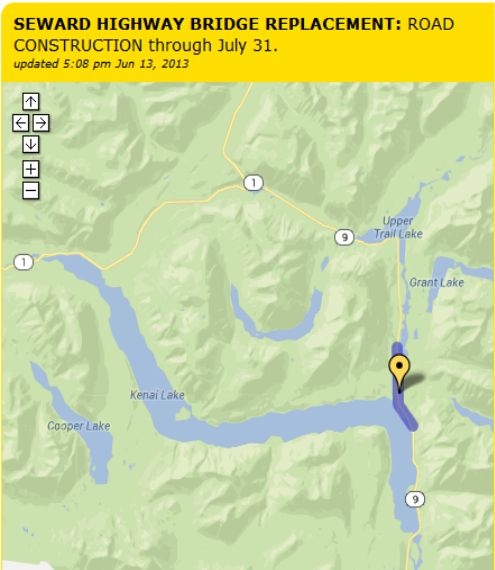 SEWARD HIGHWAY BRIDGE REPLACEMENT: ROAD
CONSTRUCTION through July 31.
updated 5:08 pm Jun 13, 2013
1
Upper
Trail Lake
9
1
Grant Lake
Kenai Lake
Cooper Lake
9